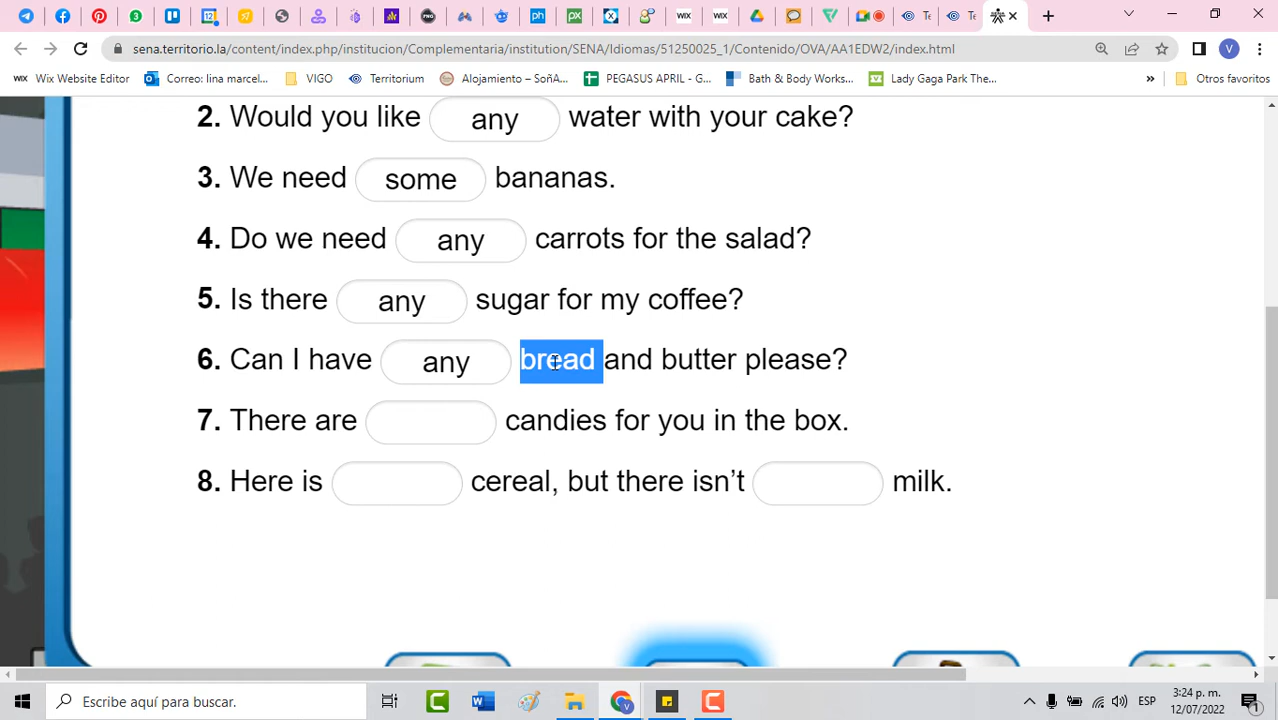 sena.territorio.la/content/index.php/institucion/Complementaria/institution/SENA/Idiomas/51250025_1/Contenido/OVA/AA1EDW2/index.html
Wix Website Editor Correo: lina marcel... VIGO Territorium Alojamiento – SoñA... PEGASUS APRIL - G... Bath & Body Works... Lady Gaga Park The... » Otros favoritos
2. Would you like any water with your cake?
3. We need some bananas.
4. Do we need any carrots for the salad?
5. Is there any sugar for my coffee?
6. Can I have any bread and butter please?
7. There are candies for you in the box.
8. Here is cereal, but there isn't milk.
Escribe aquí para buscar. ESP 3:24 p. m.
12/07/2022